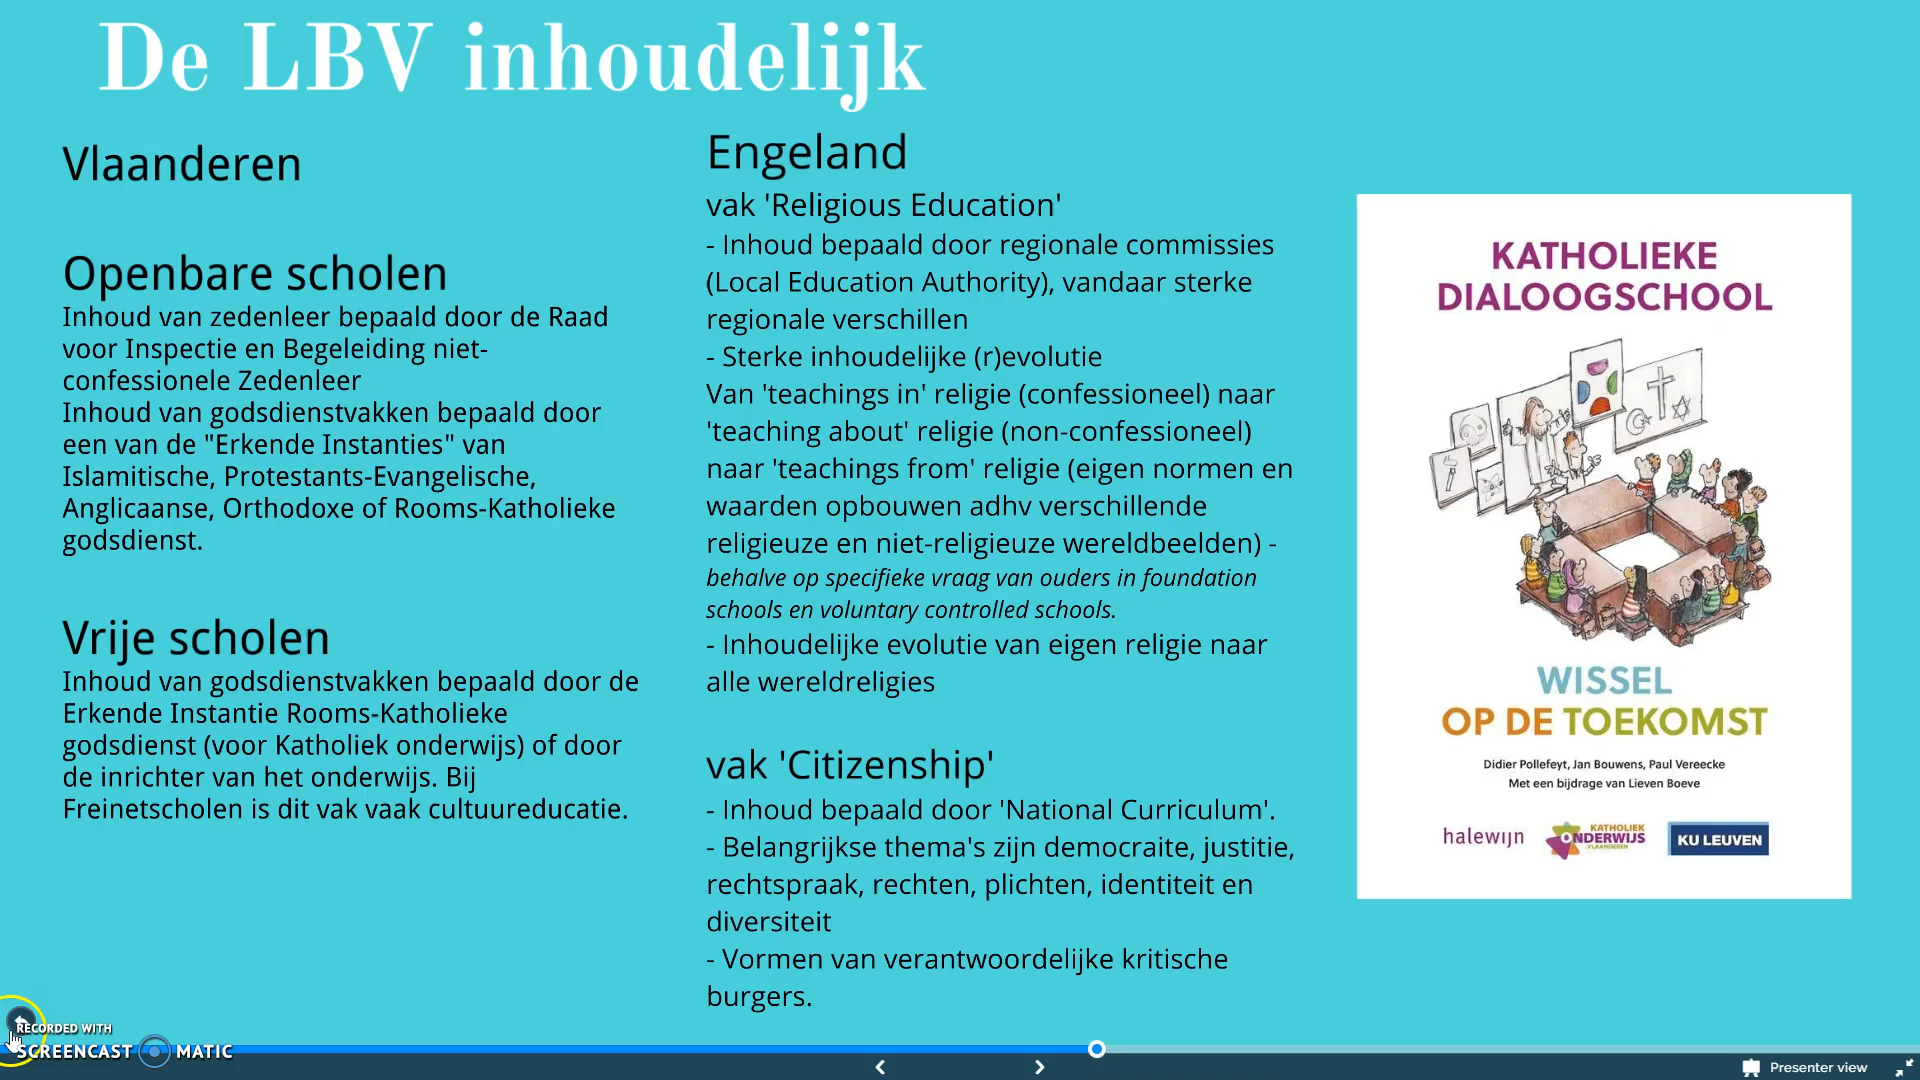 De LBV inhoudelijk
Vlaanderen
Openbare scholen
Inhoud van zedenleer bepaald door de Raad
voor Inspectie en Begeleiding niet-
confessionele Zedenleer
Inhoud van godsdienstvakken bepaald door
een van de "Erkende Instanties" van
Islamitische, Protestants-Evangelische,
Anglicaanse, Orthodoxe of Rooms-Katholieke
godsdienst.
Vrije scholen
Inhoud van godsdienstvakken bepaald door de
Erkende Instantie Rooms-Katholieke
godsdienst (voor Katholiek onderwijs) of door
de inrichter van het onderwijs. Bij
Freinetscholen is dit vak vaak cultuureducatie.
Engeland
vak 'Religious Education'
- Inhoud bepaald door regionale commissies
(Local Education Authority), vandaar sterke
regionale verschillen
- Sterke inhoudelijke (r)evolutie
Van 'teachings in' religie (confessioneel) naar
'teaching about' religie (non-confessioneel)
naar 'teachings from' religie (eigen normen en
waarden opbouwen adhv verschillende
religieuze en niet-religieuze wereldbeelden) -
behalve op specifieke vraag van ouders in foundation
schools en voluntary controlled schools.
- Inhoudelijke evolutie van eigen religie naar
alle wereldreligies
vak 'Citizenship'
- Inhoud bepaald door 'National Curriculum'.
- Belangrijkse thema's zijn democraite, justitie,
rechtspraak, rechten, plichten, identiteit en
diversiteit
- Vormen van verantwoordelijke kritische
burgers.
KATHOLIEKE
DIALOOGSCHOOL
WISSEL
OP DE TOEKOMST
Didier Pollefeyt, Jan Bouwens, Paul Vereecke
Met een bijdrage van Lieven Boeve
halewijn
KATHOLIEK
ONDERWIJS
VLAANDEREN
KU LEUVEN
RECORDED WITH
SCREENCAST MATIC
Presenter view